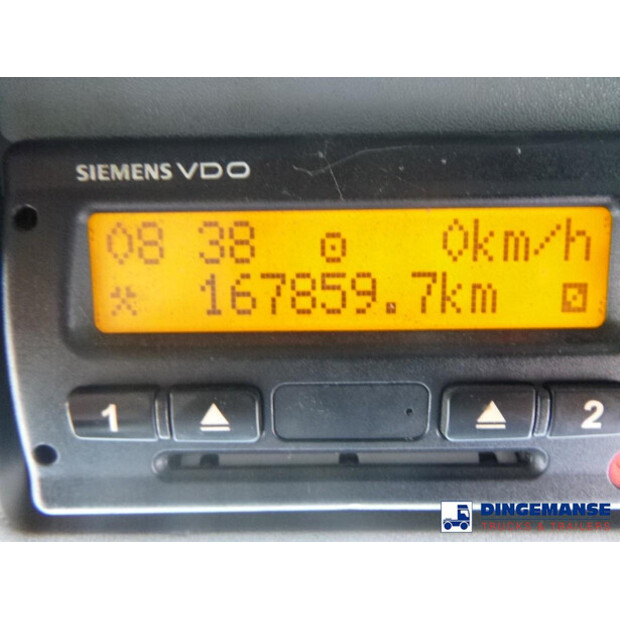 SIEMENS VDO
08 38 0km/h
167859.7km
1 2
DINGEMANSE
TRUCKS & TRAILERS